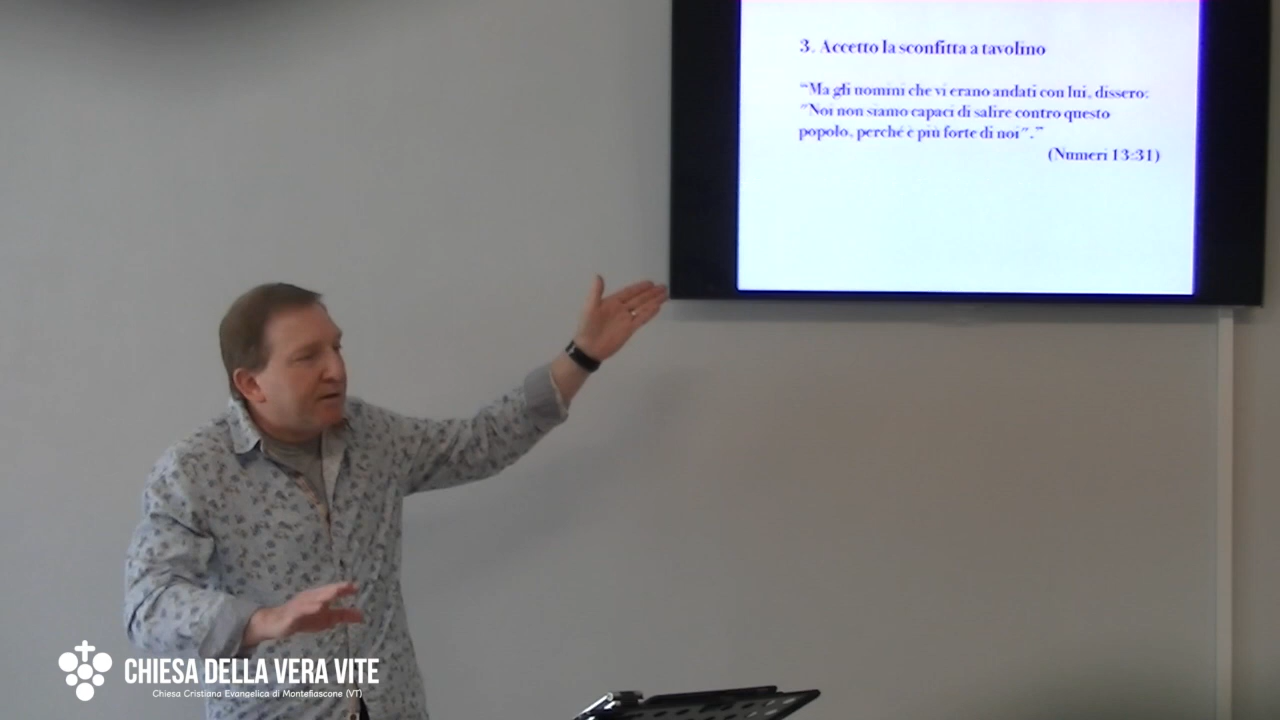 3. Accetto la sconfitta a tavolino
“Ma gli uomini che vi erano andati con lui, dissero:
"Noi non siamo capaci di salire contro questo
popolo, perché è più forte di noi".”
(Numeri 13:31)
CHIESA DELLA VERA VITE
Chiesa Cristiana Evangelica di Montefiascone (VT)